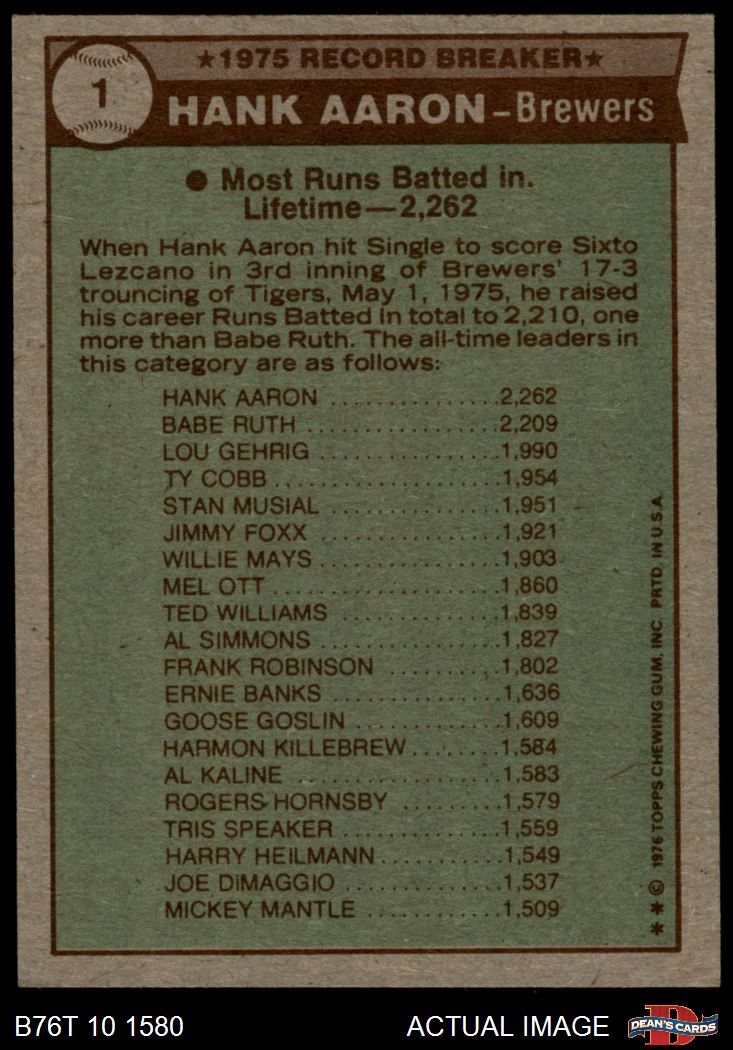 1
★1975 RECORD BREAKER★
HANK AARON – Brewers
● Most Runs Batted in.
Lifetime—2,262
When Hank Aaron hit Single to score Sixto
Lezcano in 3rd inning of Brewers' 17-3
trouncing of Tigers, May 1, 1975, he raised
his career Runs Batted In total to 2,210, one
more than Babe Ruth. The all-time leaders in
this category are as follows:
HANK AARON ...............2,262
BABE RUTH .................2,209
LOU GEHRIG ................1,990
TY COBB .....................1,954
STAN MUSIAL ..............1,951
JIMMY FOXX ................1,921
WILLIE MAYS ...............1,903
MEL OTT .....................1,860
TED WILLIAMS .............1,839
AL SIMMONS ...............1,827
FRANK ROBINSON .........1,802
ERNIE BANKS ..............1,636
GOOSE GOSLIN ............1,609
HARMON KILLEBREW ........1,584
AL KALINE ..................1,583
ROGERS HORNSBY ........1,579
TRIS SPEAKER .............1,559
HARRY HEILMANN ..........1,549
JOE DiMAGGIO .............1,537
MICKEY MANTLE ...........1,509
* * © 1976 TOPPS CHEWING GUM, INC. PRTD. IN U.S.A.
B76T 10 1580 ACTUAL IMAGE
DEAN'S CARDS